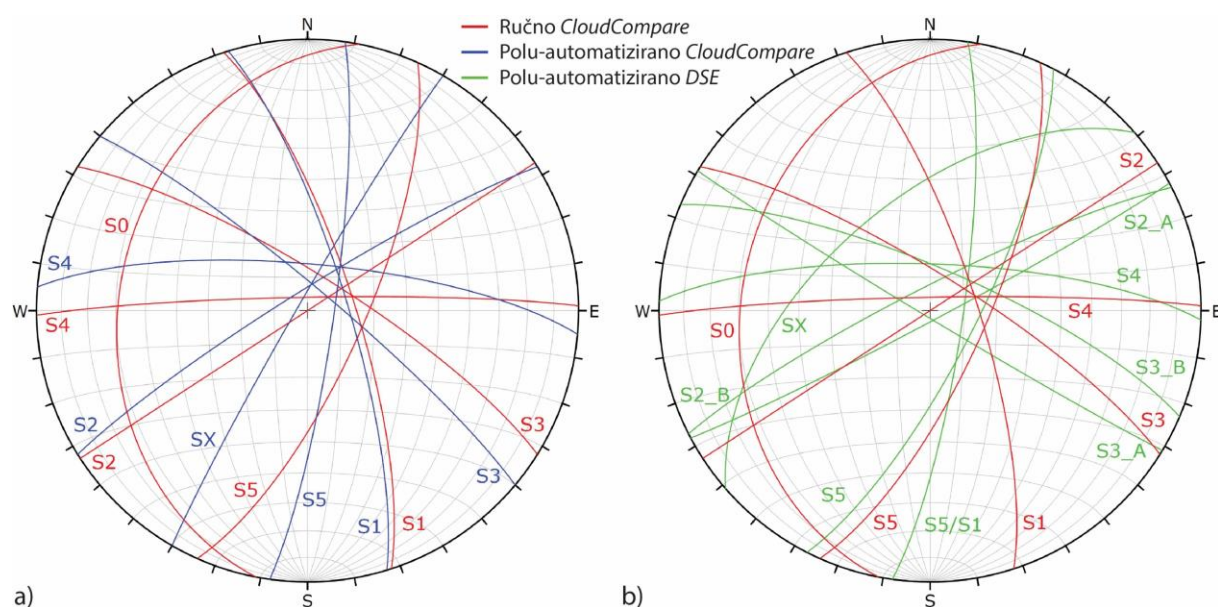 Ručno CloudCompare
Polu-automatizirano CloudCompare
Polu-automatizirano DSE
N
W
E
S
S0
S4
S4
S2
S2
SX
S5
S5
S1
S1
S3
S3
a)
N
W
E
S
S2
S2_A
S4
S4
S0
SX
S2_B
S3_B
S3
S3_A
S5
S5
S5/S1
S1
b)